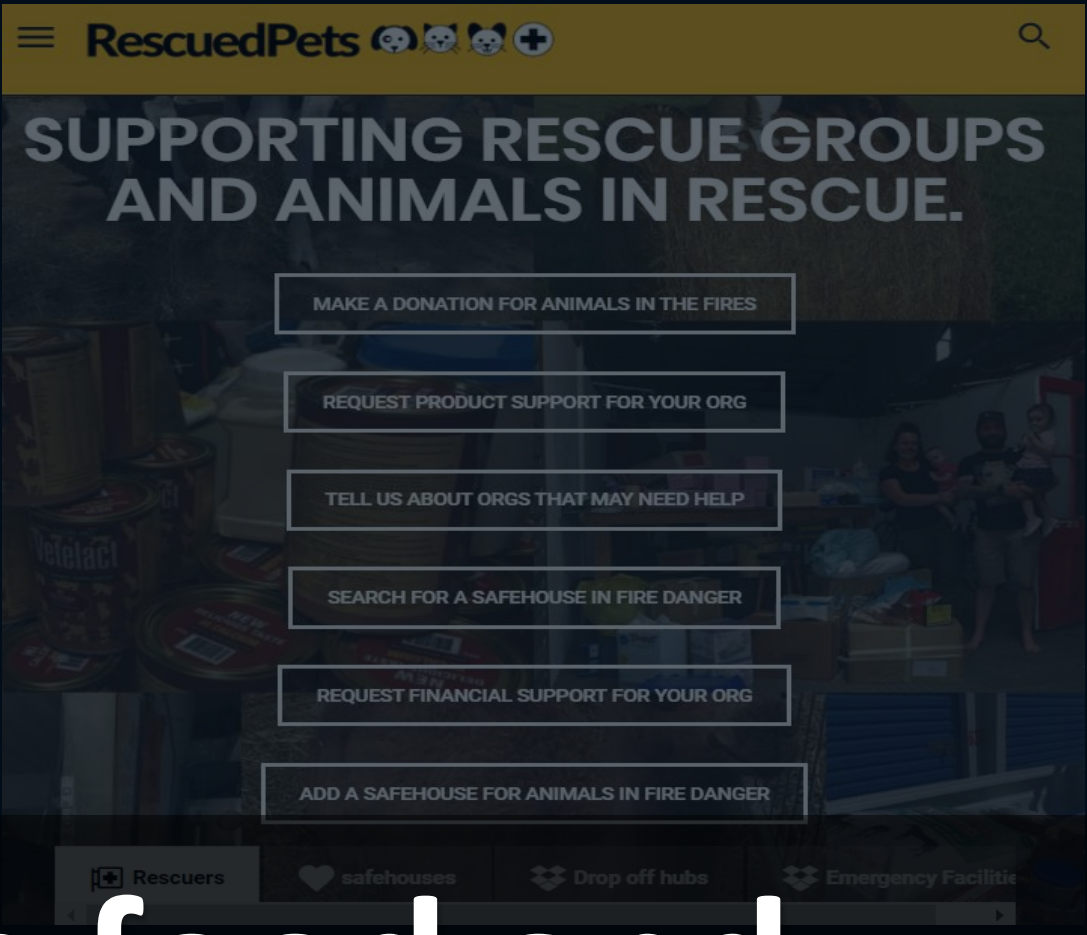 RescuedPets
SUPPORTING RESCUE GROUPS
AND ANIMALS IN RESCUE.
MAKE A DONATION FOR ANIMALS IN THE FIRES
REQUEST PRODUCT SUPPORT FOR YOUR ORG
TELL US ABOUT ORGS THAT MAY NEED HELP
Detelact
SEARCH FOR A SAFEHOUSE IN FIRE DANGER
NEW
REQUEST FINANCIAL SUPPORT FOR YOUR ORG
ADD A SAFEHOUSE FOR ANIMALS IN FIRE DANGER
Rescuers safehouses Drop off hubs Emergency